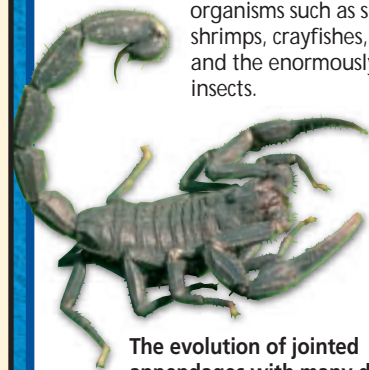 organisms such as s
shrimps, crayfishes,
and the enormously
insects.
The evolution of jointed
appendages with many d